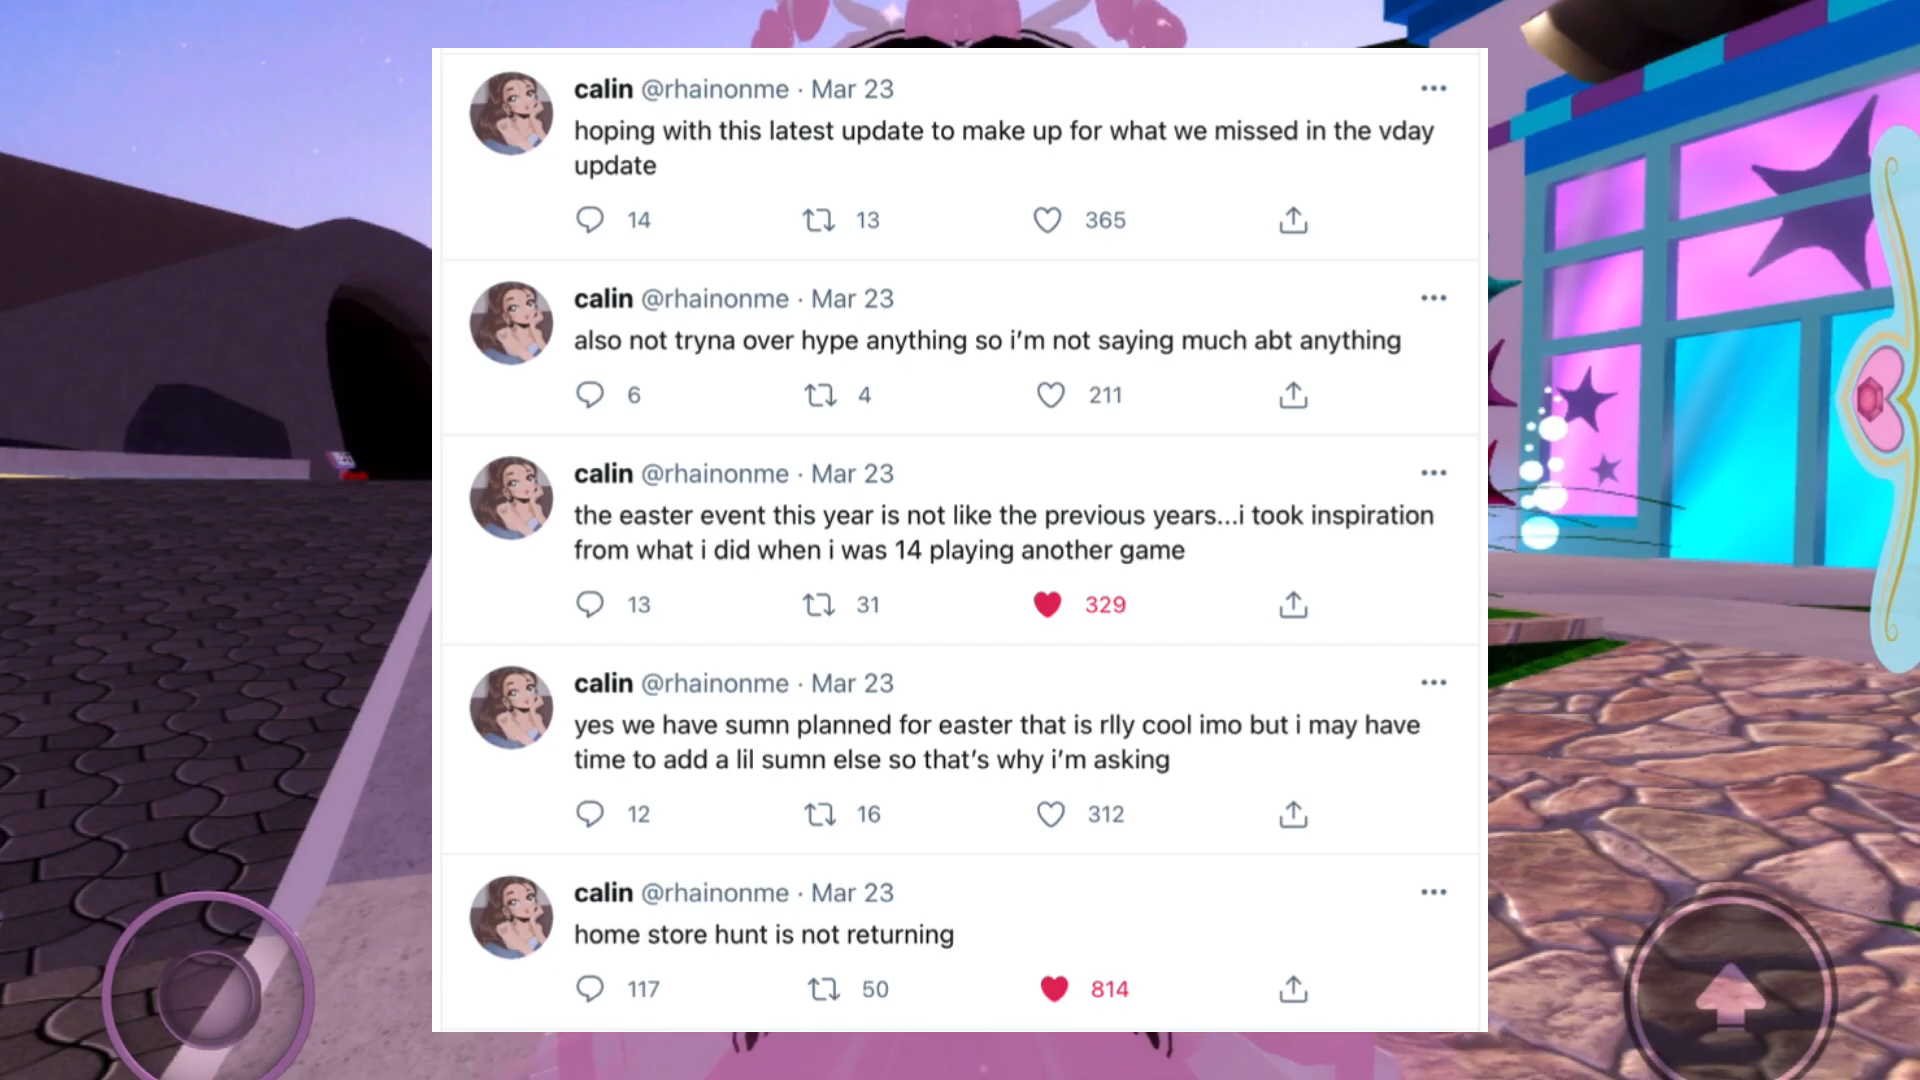 calin @rhainonme · Mar 23
hoping with this latest update to make up for what we missed in the vday
update
14 13 365
calin @rhainonme · Mar 23
also not tryna over hype anything so i’m not saying much abt anything
6 4 211
calin @rhainonme · Mar 23
the easter event this year is not like the previous years...i took inspiration
from what i did when i was 14 playing another game
13 31 329
calin @rhainonme · Mar 23
yes we have sumn planned for easter that is rlly cool imo but i may have
time to add a lil sumn else so that’s why i’m asking
12 16 312
calin @rhainonme · Mar 23
home store hunt is not returning
117 50 814